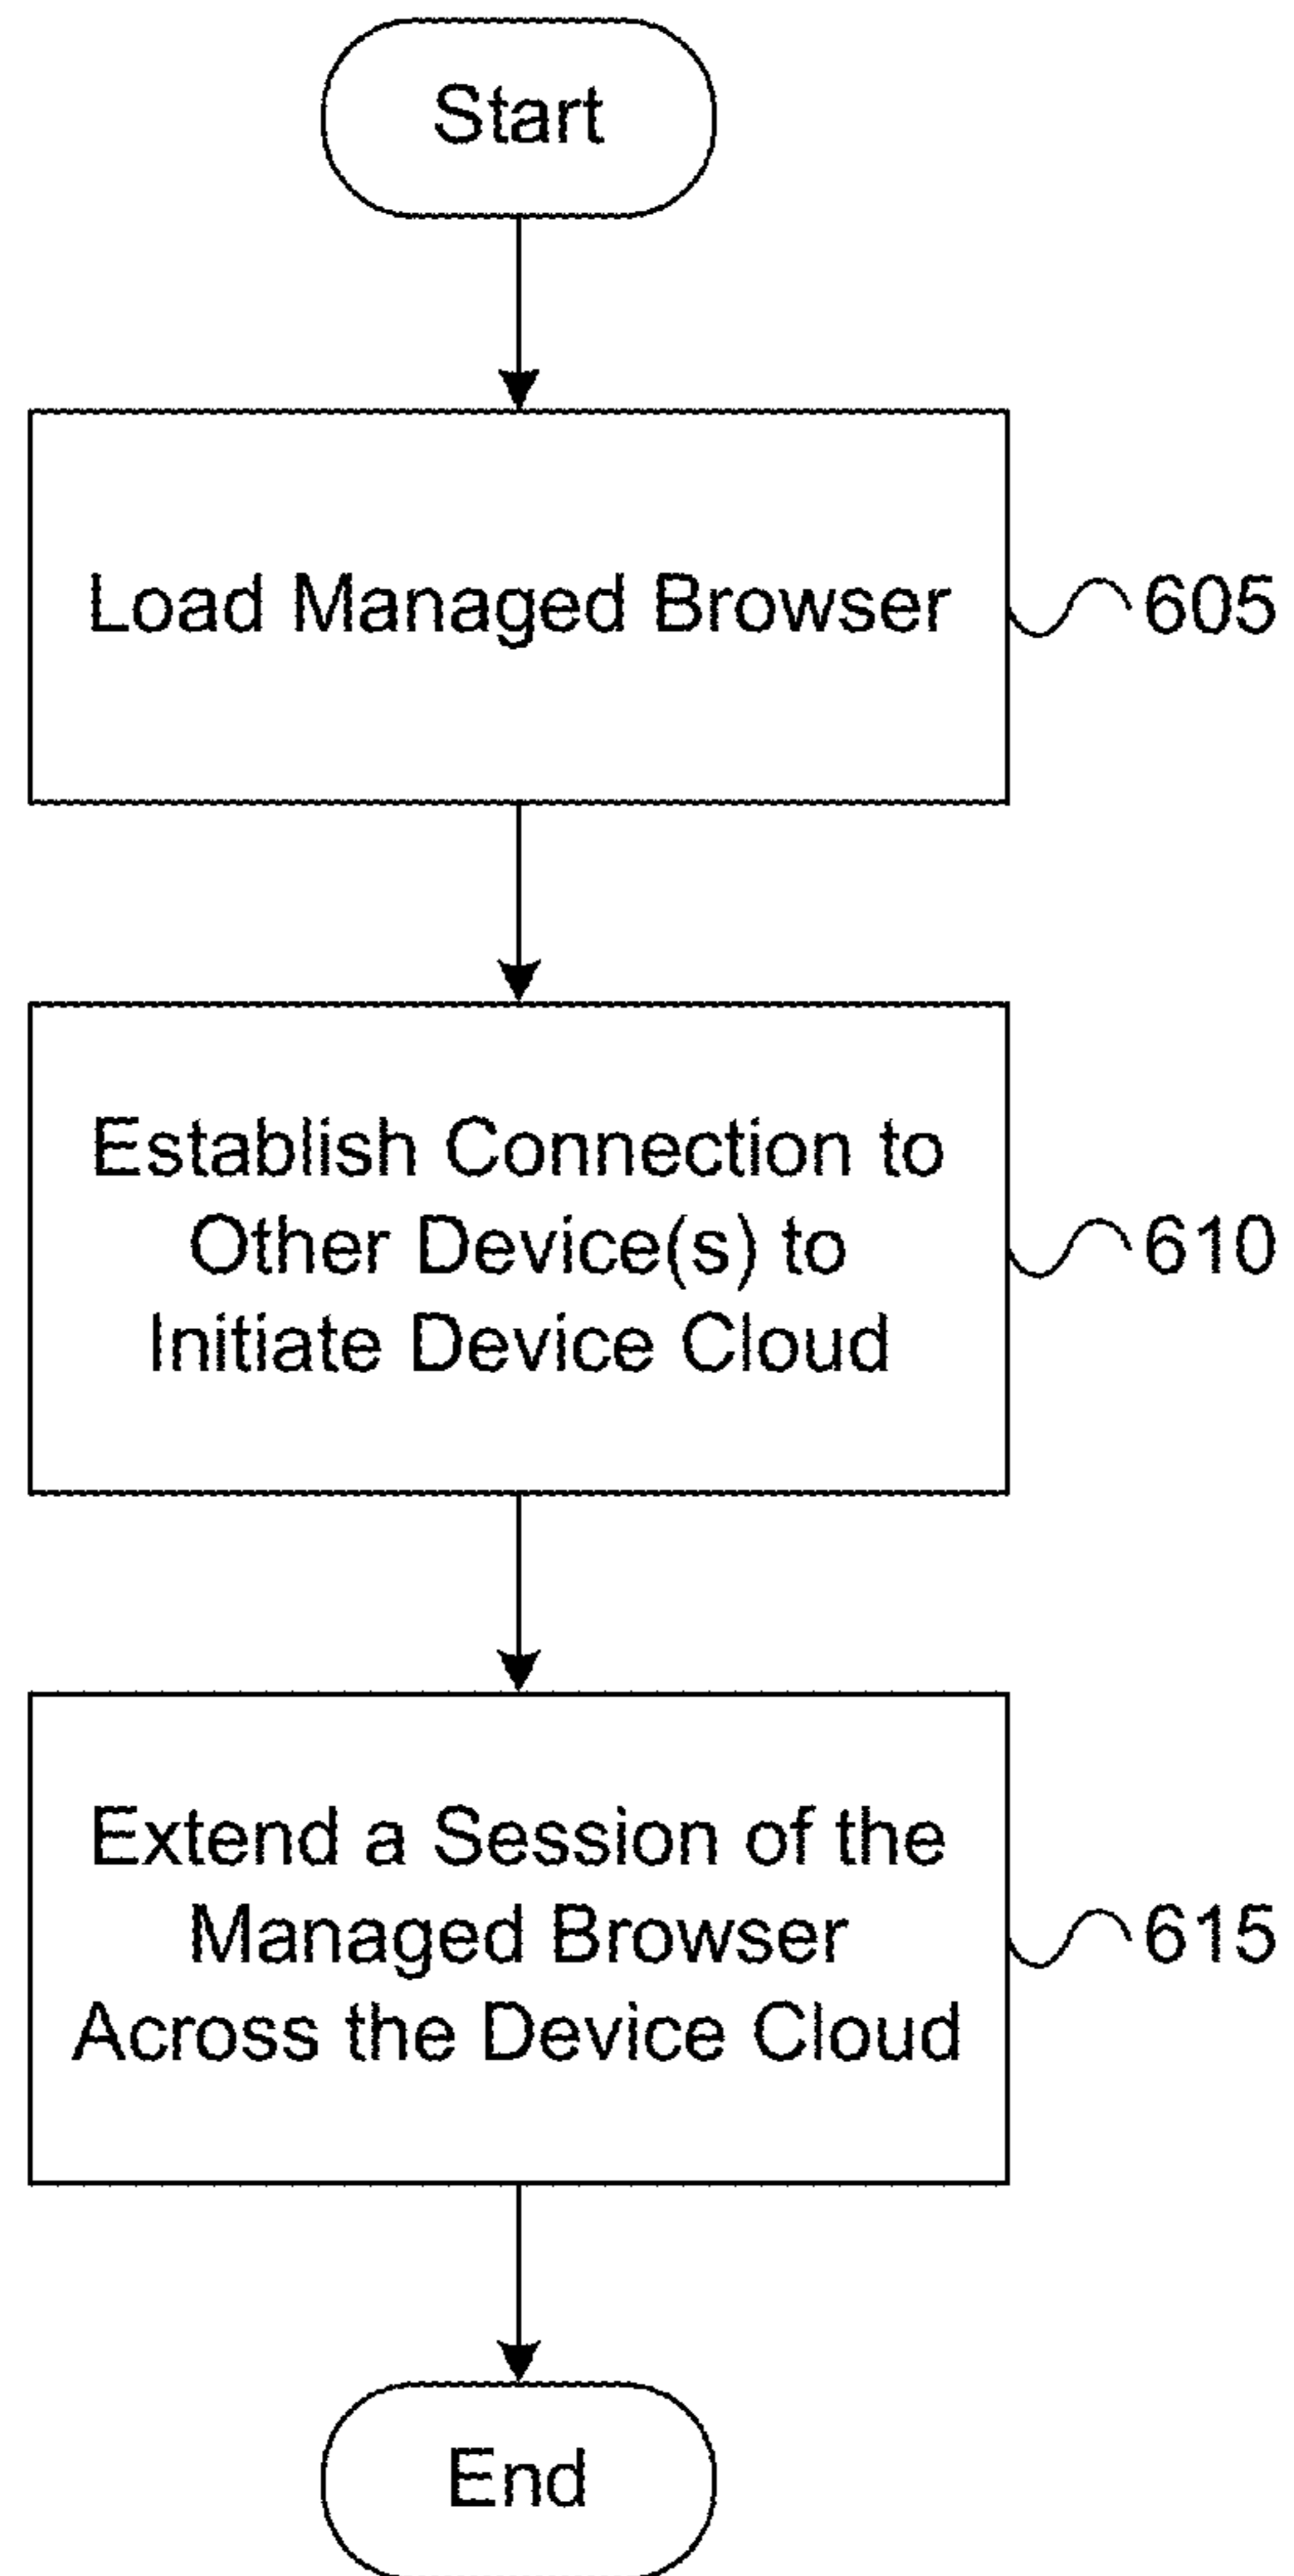 Start
Load Managed Browser
605
Establish Connection to
Other Device(s) to
Initiate Device Cloud
610
Extend a Session of the
Managed Browser
Across the Device Cloud
615
End